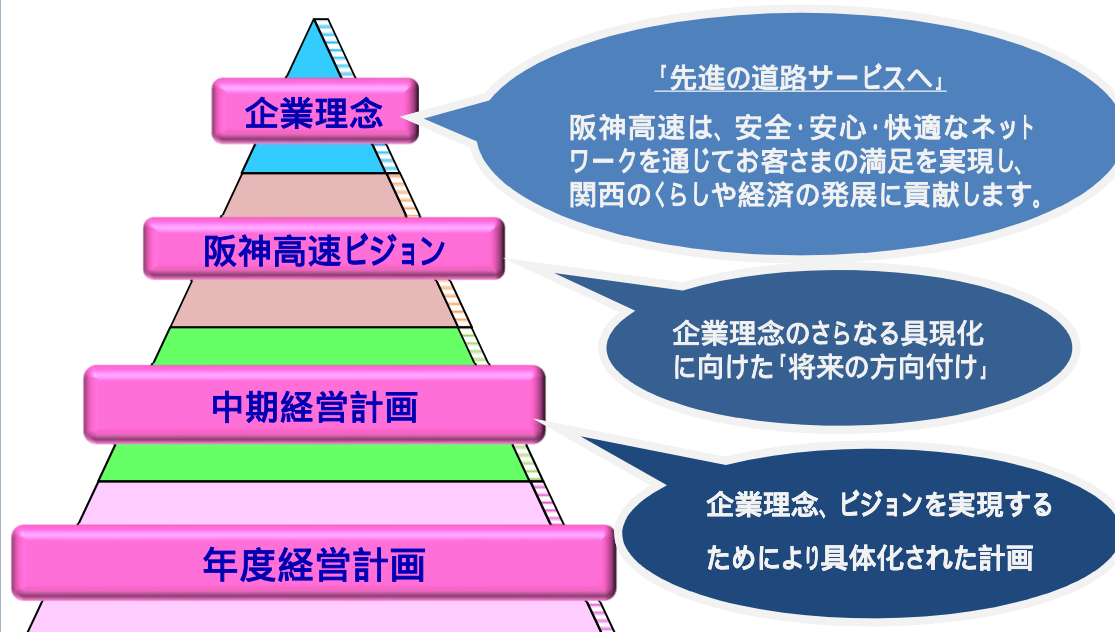 企業理念
「先進の道路サービスへ」
阪神高速は、安全・安心・快適なネット
ワークを通じてお客さまの満足を実現し、
関西のくらしや経済の発展に貢献します。
阪神高速ビジョン
企業理念のさらなる具現化
に向けた「将来の方向付け」
中期経営計画
企業理念、ビジョンを実現する
ためにより具体化された計画
年度経営計画